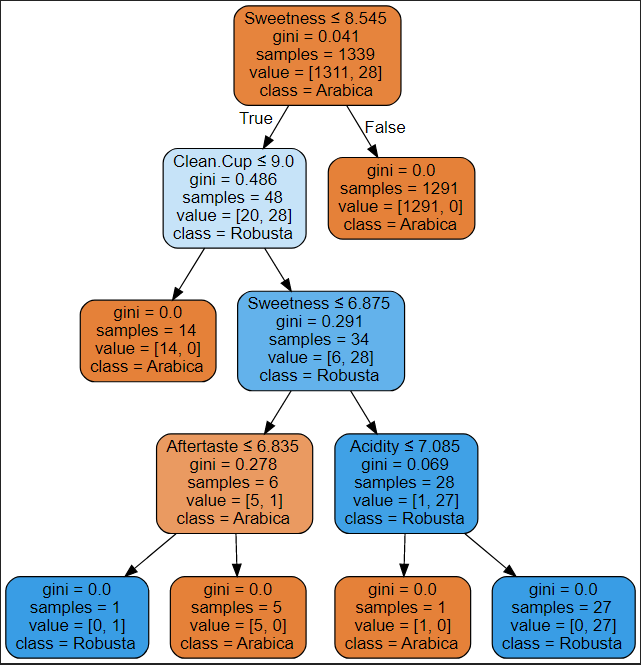 Sweetness ≤ 8.545
gini = 0.041
samples = 1339
value = [1311, 28]
class = Arabica
True
False
Clean.Cup ≤ 9.0
gini = 0.486
samples = 48
value = [20, 28]
class = Robusta
gini = 0.0
samples = 1291
value = [1291, 0]
class = Arabica
gini = 0.0
samples = 14
value = [14, 0]
class = Arabica
Sweetness ≤ 6.875
gini = 0.291
samples = 34
value = [6, 28]
class = Robusta
Aftertaste ≤ 6.835
gini = 0.278
samples = 6
value = [5, 1]
class = Arabica
Acidity ≤ 7.085
gini = 0.069
samples = 28
value = [1, 27]
class = Robusta
gini = 0.0
samples = 1
value = [0, 1]
class = Robusta
gini = 0.0
samples = 5
value = [5, 0]
class = Arabica
gini = 0.0
samples = 1
value = [1, 0]
class = Arabica
gini = 0.0
samples = 27
value = [0, 27]
class = Robusta